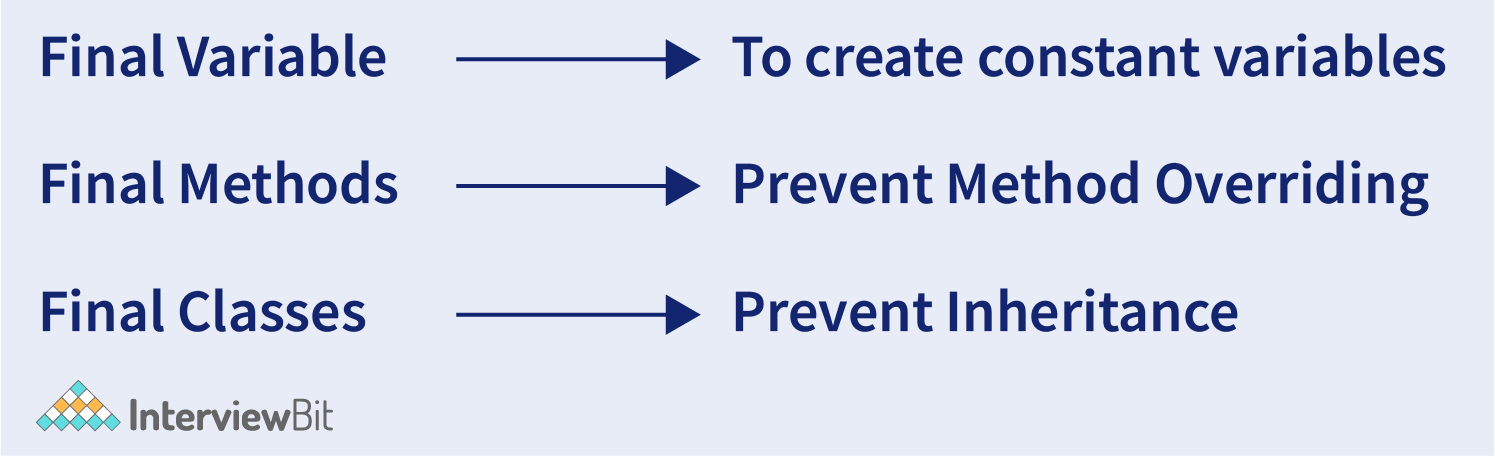 Final Variable To create constant variables
Final Methods Prevent Method Overriding
Final Classes Prevent Inheritance
InterviewBit